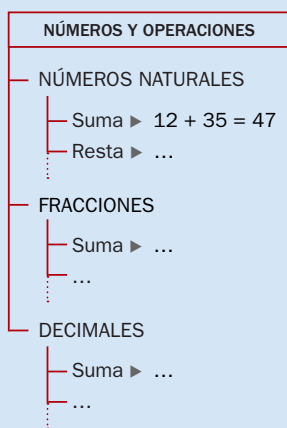 NÚMEROS Y OPERACIONES
NÚMEROS NATURALES
Suma ▶ 12 + 35 = 47
Resta ▶ ...
FRACCIONES
Suma ▶ ...
...
DECIMALES
Suma ▶ ...
...